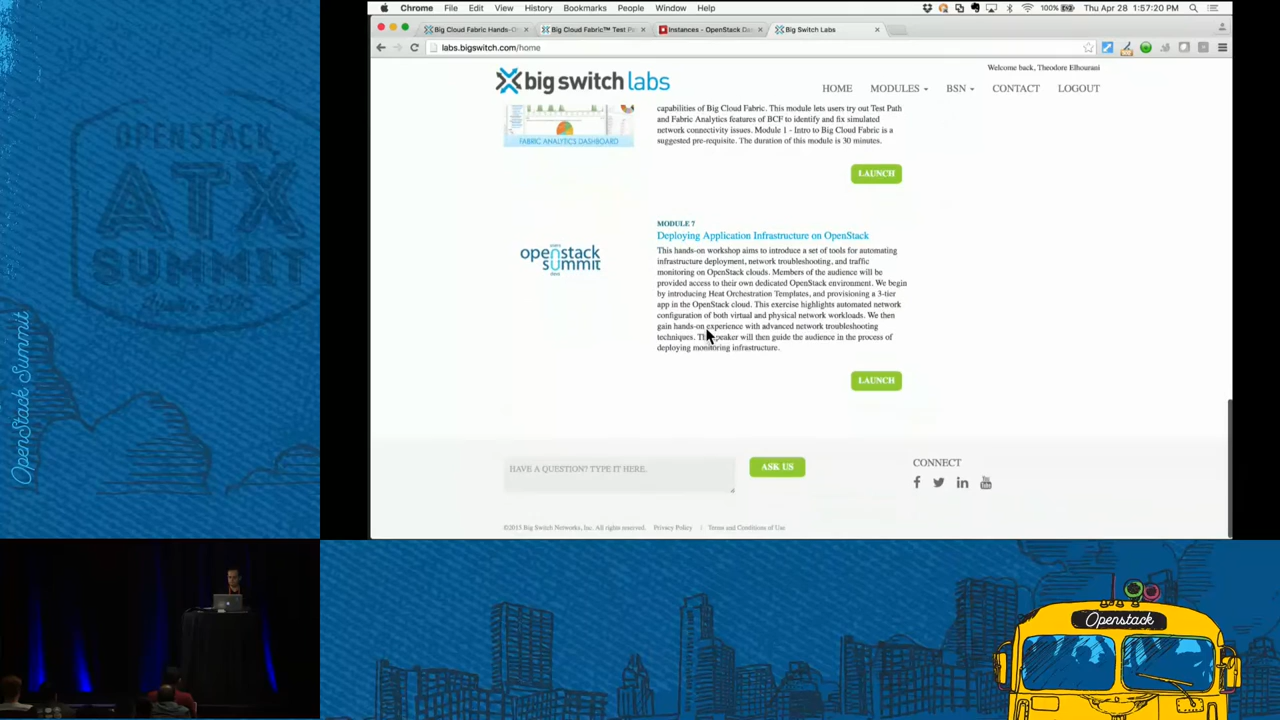 Chrome File Edit View History Bookmarks People Window Help 100% Thu Apr 28 1:57:20 PM
Big Cloud Fabric Hands-O
Big Cloud Fabric™ Test P
Instances - OpenStack Da
Big Switch Labs
labs.bigswitch.com/home
Welcome back, Theodore Elhourani
big switch labs
HOME MODULES BSN CONTACT LOGOUT
capabilities of Big Cloud Fabric. This module lets users try out Test Path
and Fabric Analytics features of BCF to identify and fix simulated
network connectivity issues. Module 1 - Intro to Big Cloud Fabric is a
suggested pre-requisite. The duration of this module is 30 minutes.
FABRIC ANALYTICS DASHBOARD
LAUNCH
openstack
summit
MODULE 7
Deploying Application Infrastructure on OpenStack
This hands-on workshop aims to introduce a set of tools for automating
infrastructure deployment, network troubleshooting, and traffic
monitoring on OpenStack clouds. Members of the audience will be
provided access to their own dedicated OpenStack environment. We begin
by introducing Heat Orchestration Templates, and provisioning a 3-tier
app in the OpenStack cloud. This exercise highlights automated network
configuration of both virtual and physical network workloads. We then
gain hands-on experience with advanced network troubleshooting
techniques. The speaker will then guide the audience in the process of
deploying monitoring infrastructure.
LAUNCH
HAVE A QUESTION? TYPE IT HERE.
ASK US
CONNECT
©2013 Big Switch Networks, Inc. All rights reserved. Privacy Policy | Terms and Conditions of Use
OpenStack Summit
ATX
Openstack